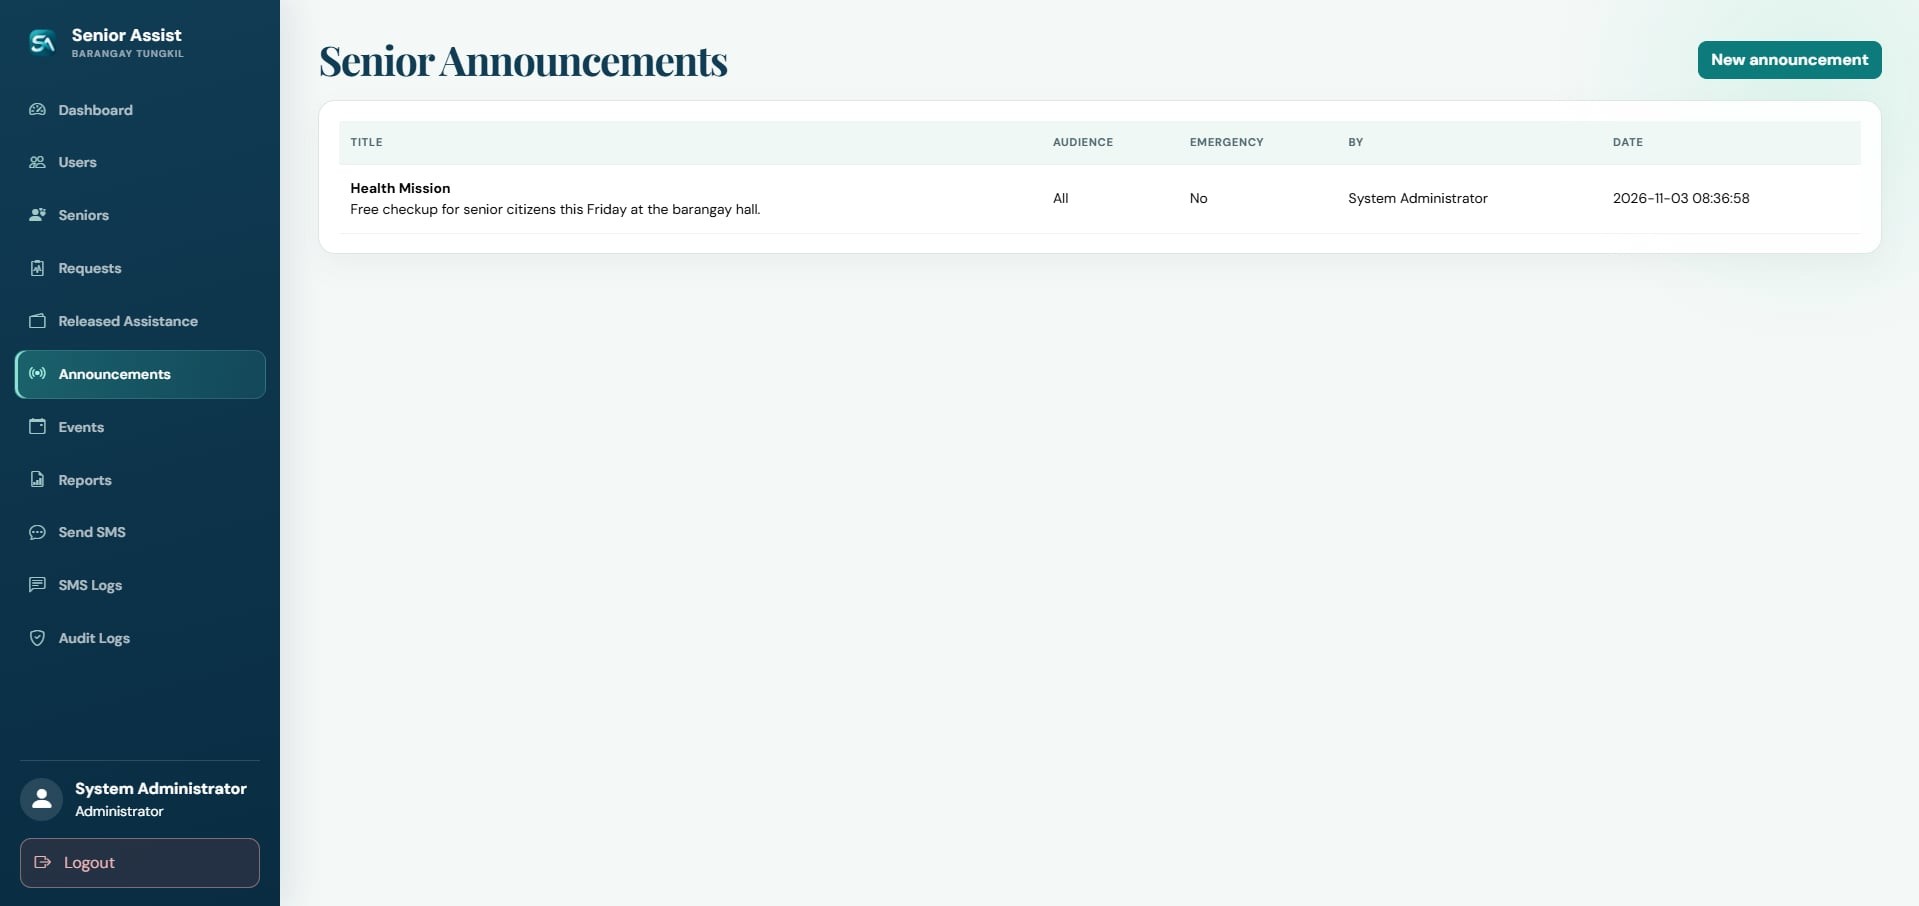 Senior Assist
BARANGAY TUNGKIL
Dashboard
Users
Seniors
Requests
Released Assistance
Announcements
Events
Reports
Send SMS
SMS Logs
Audit Logs
System Administrator
Administrator
Logout
Senior Announcements
New announcement
TITLE AUDIENCE EMERGENCY BY DATE
Health Mission
Free checkup for senior citizens this Friday at the barangay hall.
All No System Administrator 2026-11-03 08:36:58